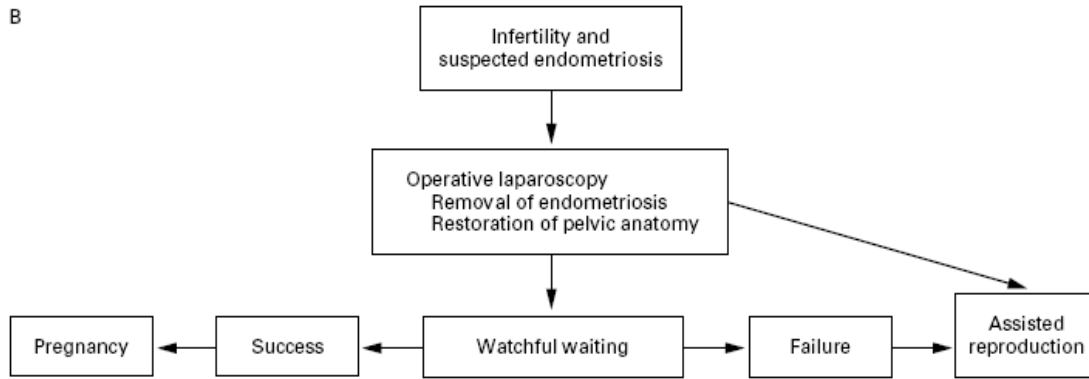 B
Infertility and
suspected endometriosis
Operative laparoscopy
Removal of endometriosis
Restoration of pelvic anatomy
Pregnancy
Success
Watchful waiting
Failure
Assisted
reproduction